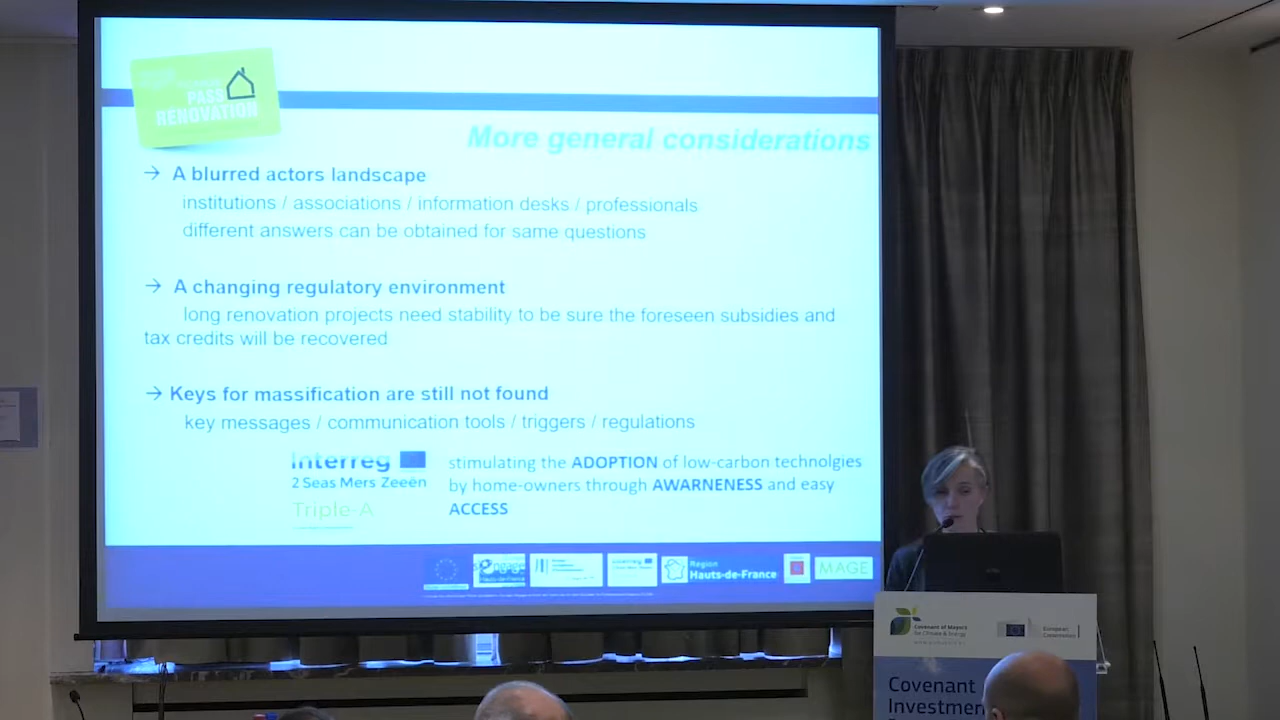 PASS
RENOVATION
More general considerations
→ A blurred actors landscape
institutions / associations / information desks / professionals
different answers can be obtained for same questions
→ A changing regulatory environment
long renovation projects need stability to be sure the foreseen subsidies and
tax credits will be recovered
→ Keys for massification are still not found
key messages / communication tools / triggers / regulations
Interreg
2 Seas Mers Zeeën
Triple-A
stimulating the ADOPTION of low-carbon technolgies
by home-owners through AWARNENESS and easy
ACCESS
Région
Hauts-de-France
MAGE
Covenant of Mayors
for Climate & Energy
European
Commission
Covenant
Investmen